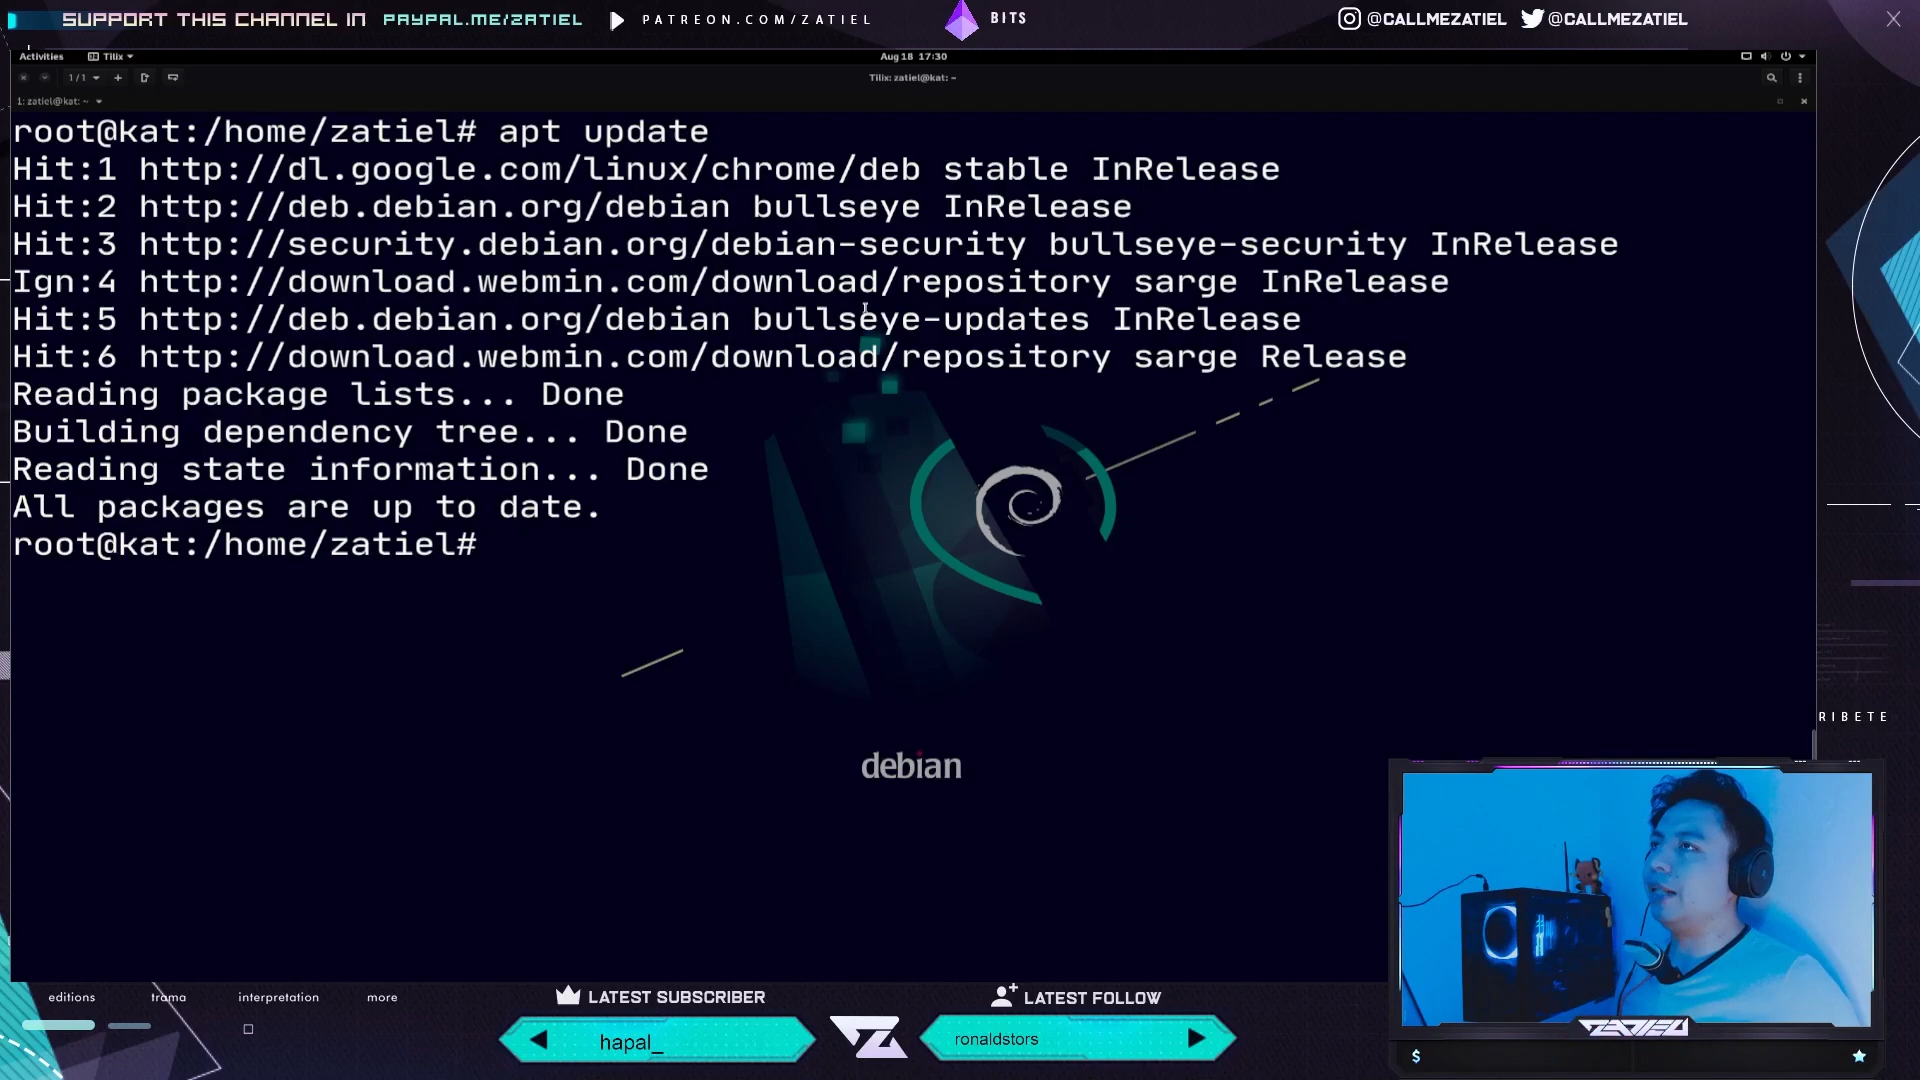 SUPPORT THIS CHANNEL IN PAYPAL.ME/ZATIEL PATREON.COM/ZATIEL BITS @CALLMEZATIEL @CALLMEZATIEL
Activities Tilix Aug 18 17:30
1/1 + Tilix: zatiel@kat: ~
1: zatiel@kat: ~
root@kat:/home/zatiel# apt update
Hit:1 http://dl.google.com/linux/chrome/deb stable InRelease
Hit:2 http://deb.debian.org/debian bullseye InRelease
Hit:3 http://security.debian.org/debian-security bullseye-security InRelease
Ign:4 http://download.webmin.com/download/repository sarge InRelease
Hit:5 http://deb.debian.org/debian bullseye-updates InRelease
Hit:6 http://download.webmin.com/download/repository sarge Release
Reading package lists... Done
Building dependency tree... Done
Reading state information... Done
All packages are up to date.
root@kat:/home/zatiel#
RIBETE
debian
editions trama interpretation more
LATEST SUBSCRIBER
hapal_
LATEST FOLLOW
ronaldstors
ZATIEL
$